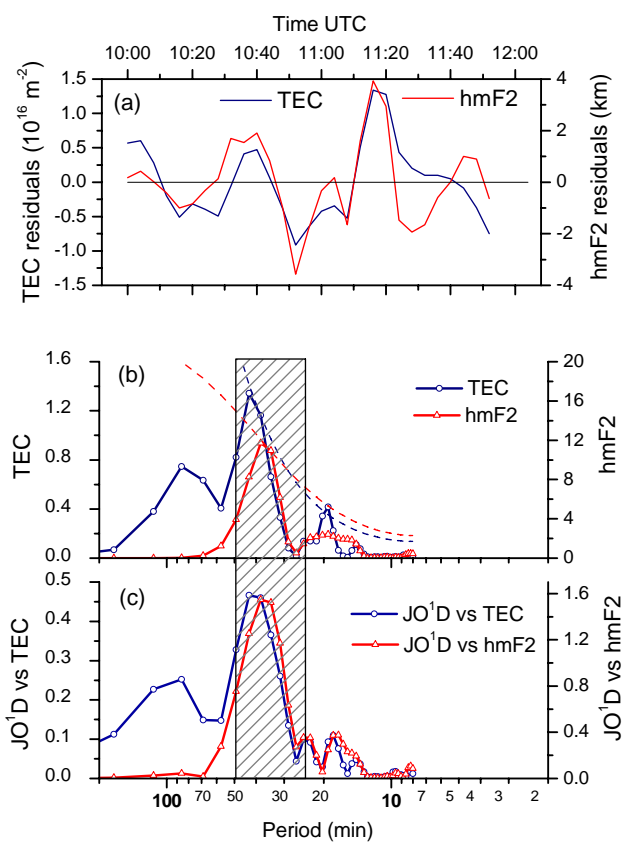 Time UTC
10:00 10:20 10:40 11:00 11:20 11:40 12:00
1.5 1.0 0.5 0.0 -0.5 -1.0 -1.5
TEC residuals (10¹⁶ m⁻²)
(a)
TEC
hmF2
4 2 0 -2 -4
hmF2 residuals (km)
1.6 1.2 0.8 0.4 0.0
TEC
(b)
TEC
hmF2
20 16 12 8 4 0
hmF2
0.5 0.4 0.3 0.2 0.1 0.0
JO¹D vs TEC
(c)
JO¹D vs TEC
JO¹D vs hmF2
1.6 1.2 0.8 0.4 0.0
JO¹D vs hmF2
100 70 50 40 30 20 10 7 5 4 3 2
Period (min)